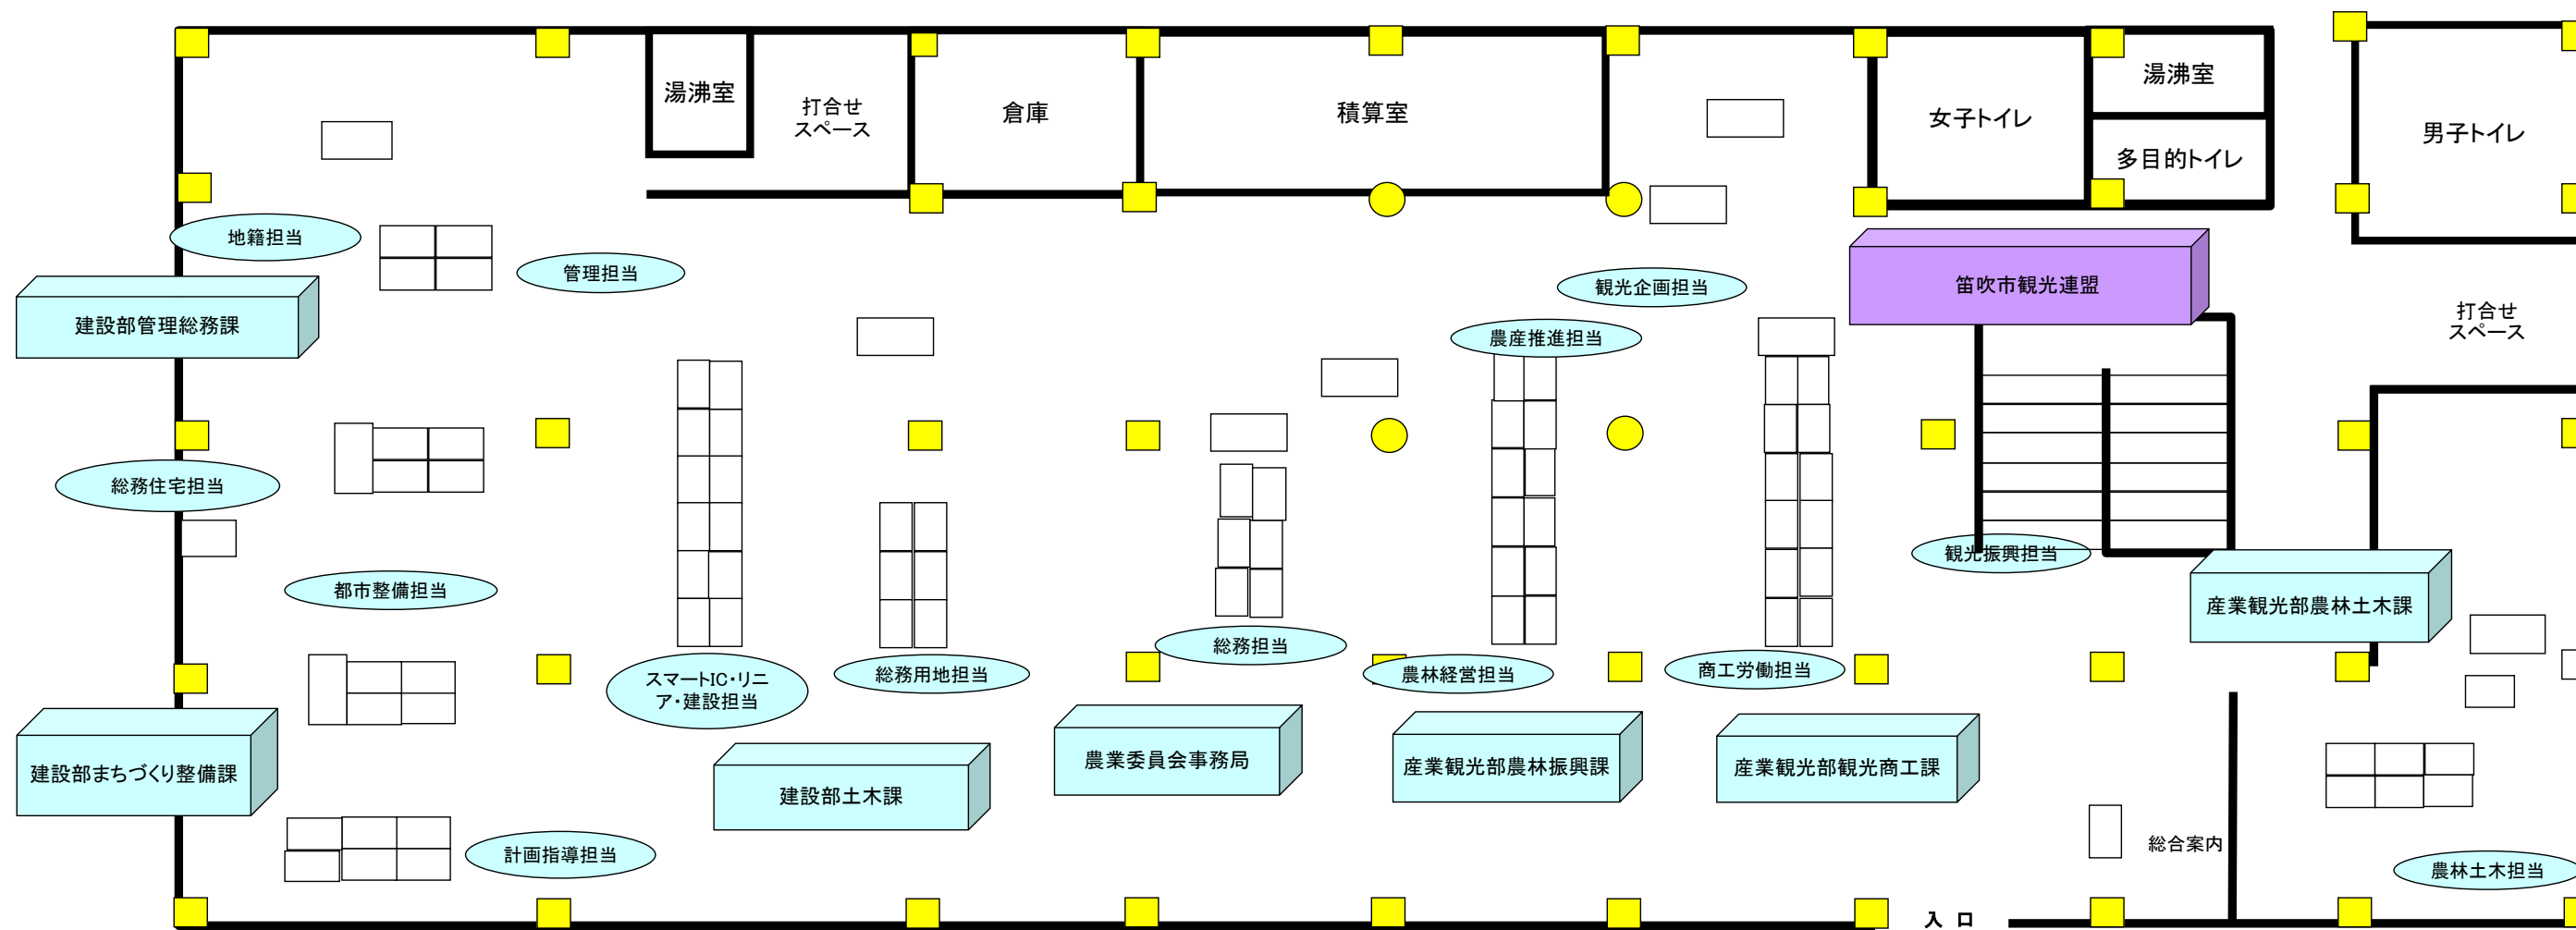 湯沸室
打合せ
スペース
倉庫
積算室
女子トイレ
湯沸室
多目的トイレ
男子トイレ
地籍担当
管理担当
観光企画担当
笛吹市観光連盟
建設部管理総務課
農産推進担当
打合せ
スペース
総務住宅担当
観光振興担当
都市整備担当
産業観光部農林土木課
総務担当
スマートIC・リニ
ア・建設担当
総務用地担当
農林経営担当
商工労働担当
建設部まちづくり整備課
建設部土木課
農業委員会事務局
産業観光部農林振興課
産業観光部観光商工課
総合案内
計画指導担当
農林土木担当
入 口